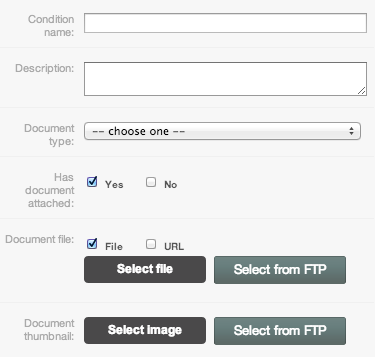 Condition
name:
Description:
Document
type:
-- choose one --
Has
document
attached:
Yes No
Document file:
File URL
Select file Select from FTP
Document
thumbnail:
Select Image Select from FTP